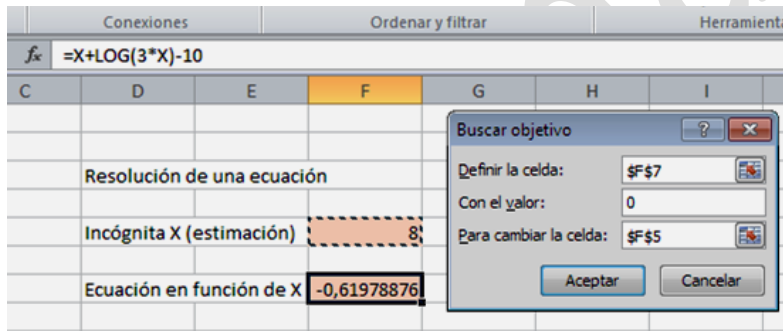 Conexiones Ordenar y filtrar Herramient
fx =X+LOG(3*X)-10
C D E F G H I
Buscar objetivo
Resolución de una ecuación
Definir la celda: $F$7
Con el valor: 0
Incógnita X (estimación) 8
Para cambiar la celda: $F$5
Aceptar Cancelar
Ecuación en función de X -0,61978876